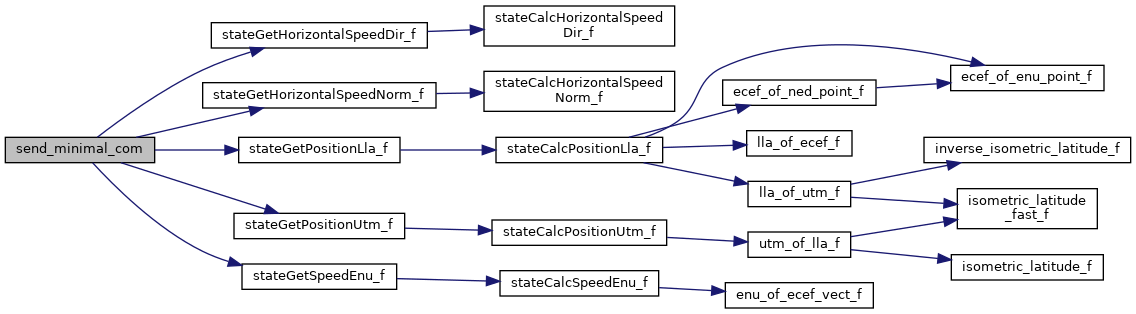 send_minimal_com
stateGetHorizontalSpeedDir_f
stateCalcHorizontalSpeed
Dir_f
stateGetHorizontalSpeedNorm_f
stateCalcHorizontalSpeed
Norm_f
stateGetPositionLla_f
stateCalcPositionLla_f
ecef_of_ned_point_f
ecef_of_enu_point_f
lla_of_ecef_f
lla_of_utm_f
inverse_isometric_latitude_f
isometric_latitude
_fast_f
stateGetPositionUtm_f
stateCalcPositionUtm_f
utm_of_lla_f
isometric_latitude_f
stateGetSpeedEnu_f
stateCalcSpeedEnu_f
enu_of_ecef_vect_f